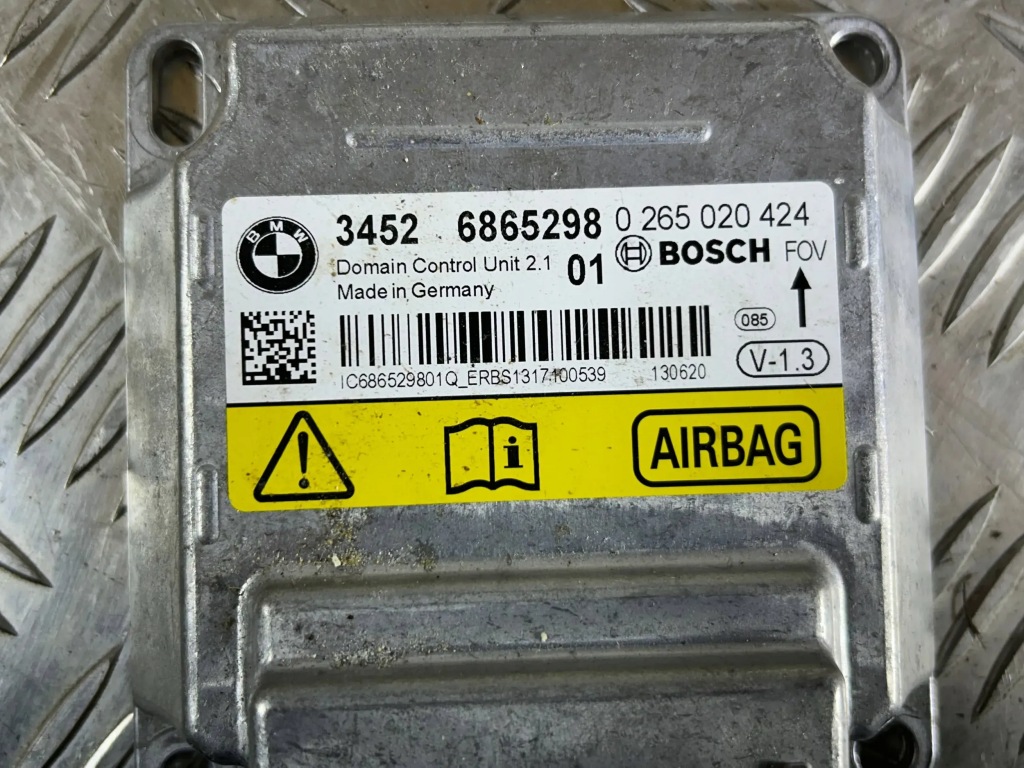 BMW
3452 6865298 0 265 020 424
Domain Control Unit 2.1 01 BOSCH FOV
Made in Germany
085
V-1.3
IC686529801Q_ERBS1317100539 130620
AIRBAG